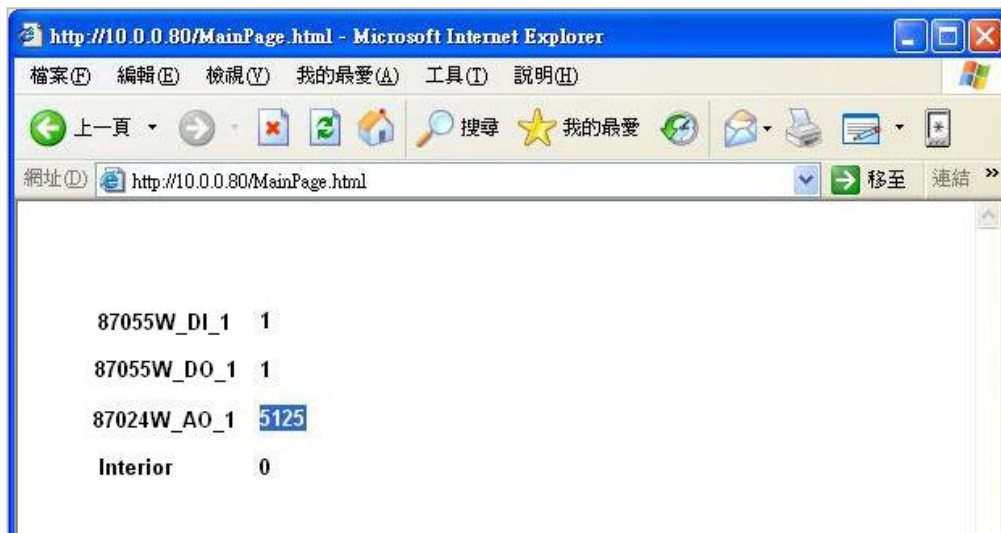 http://10.0.0.80/MainPage.html - Microsoft Internet Explorer
檔案(F) 編輯(E) 檢視(V) 我的最愛(A) 工具(T) 說明(H)
上一頁 搜尋 我的最愛
網址(D) http://10.0.0.80/MainPage.html 移至 連結 »
87055W_DI_1 1
87055W_DO_1 1
87024W_AO_1 5125
Interior 0